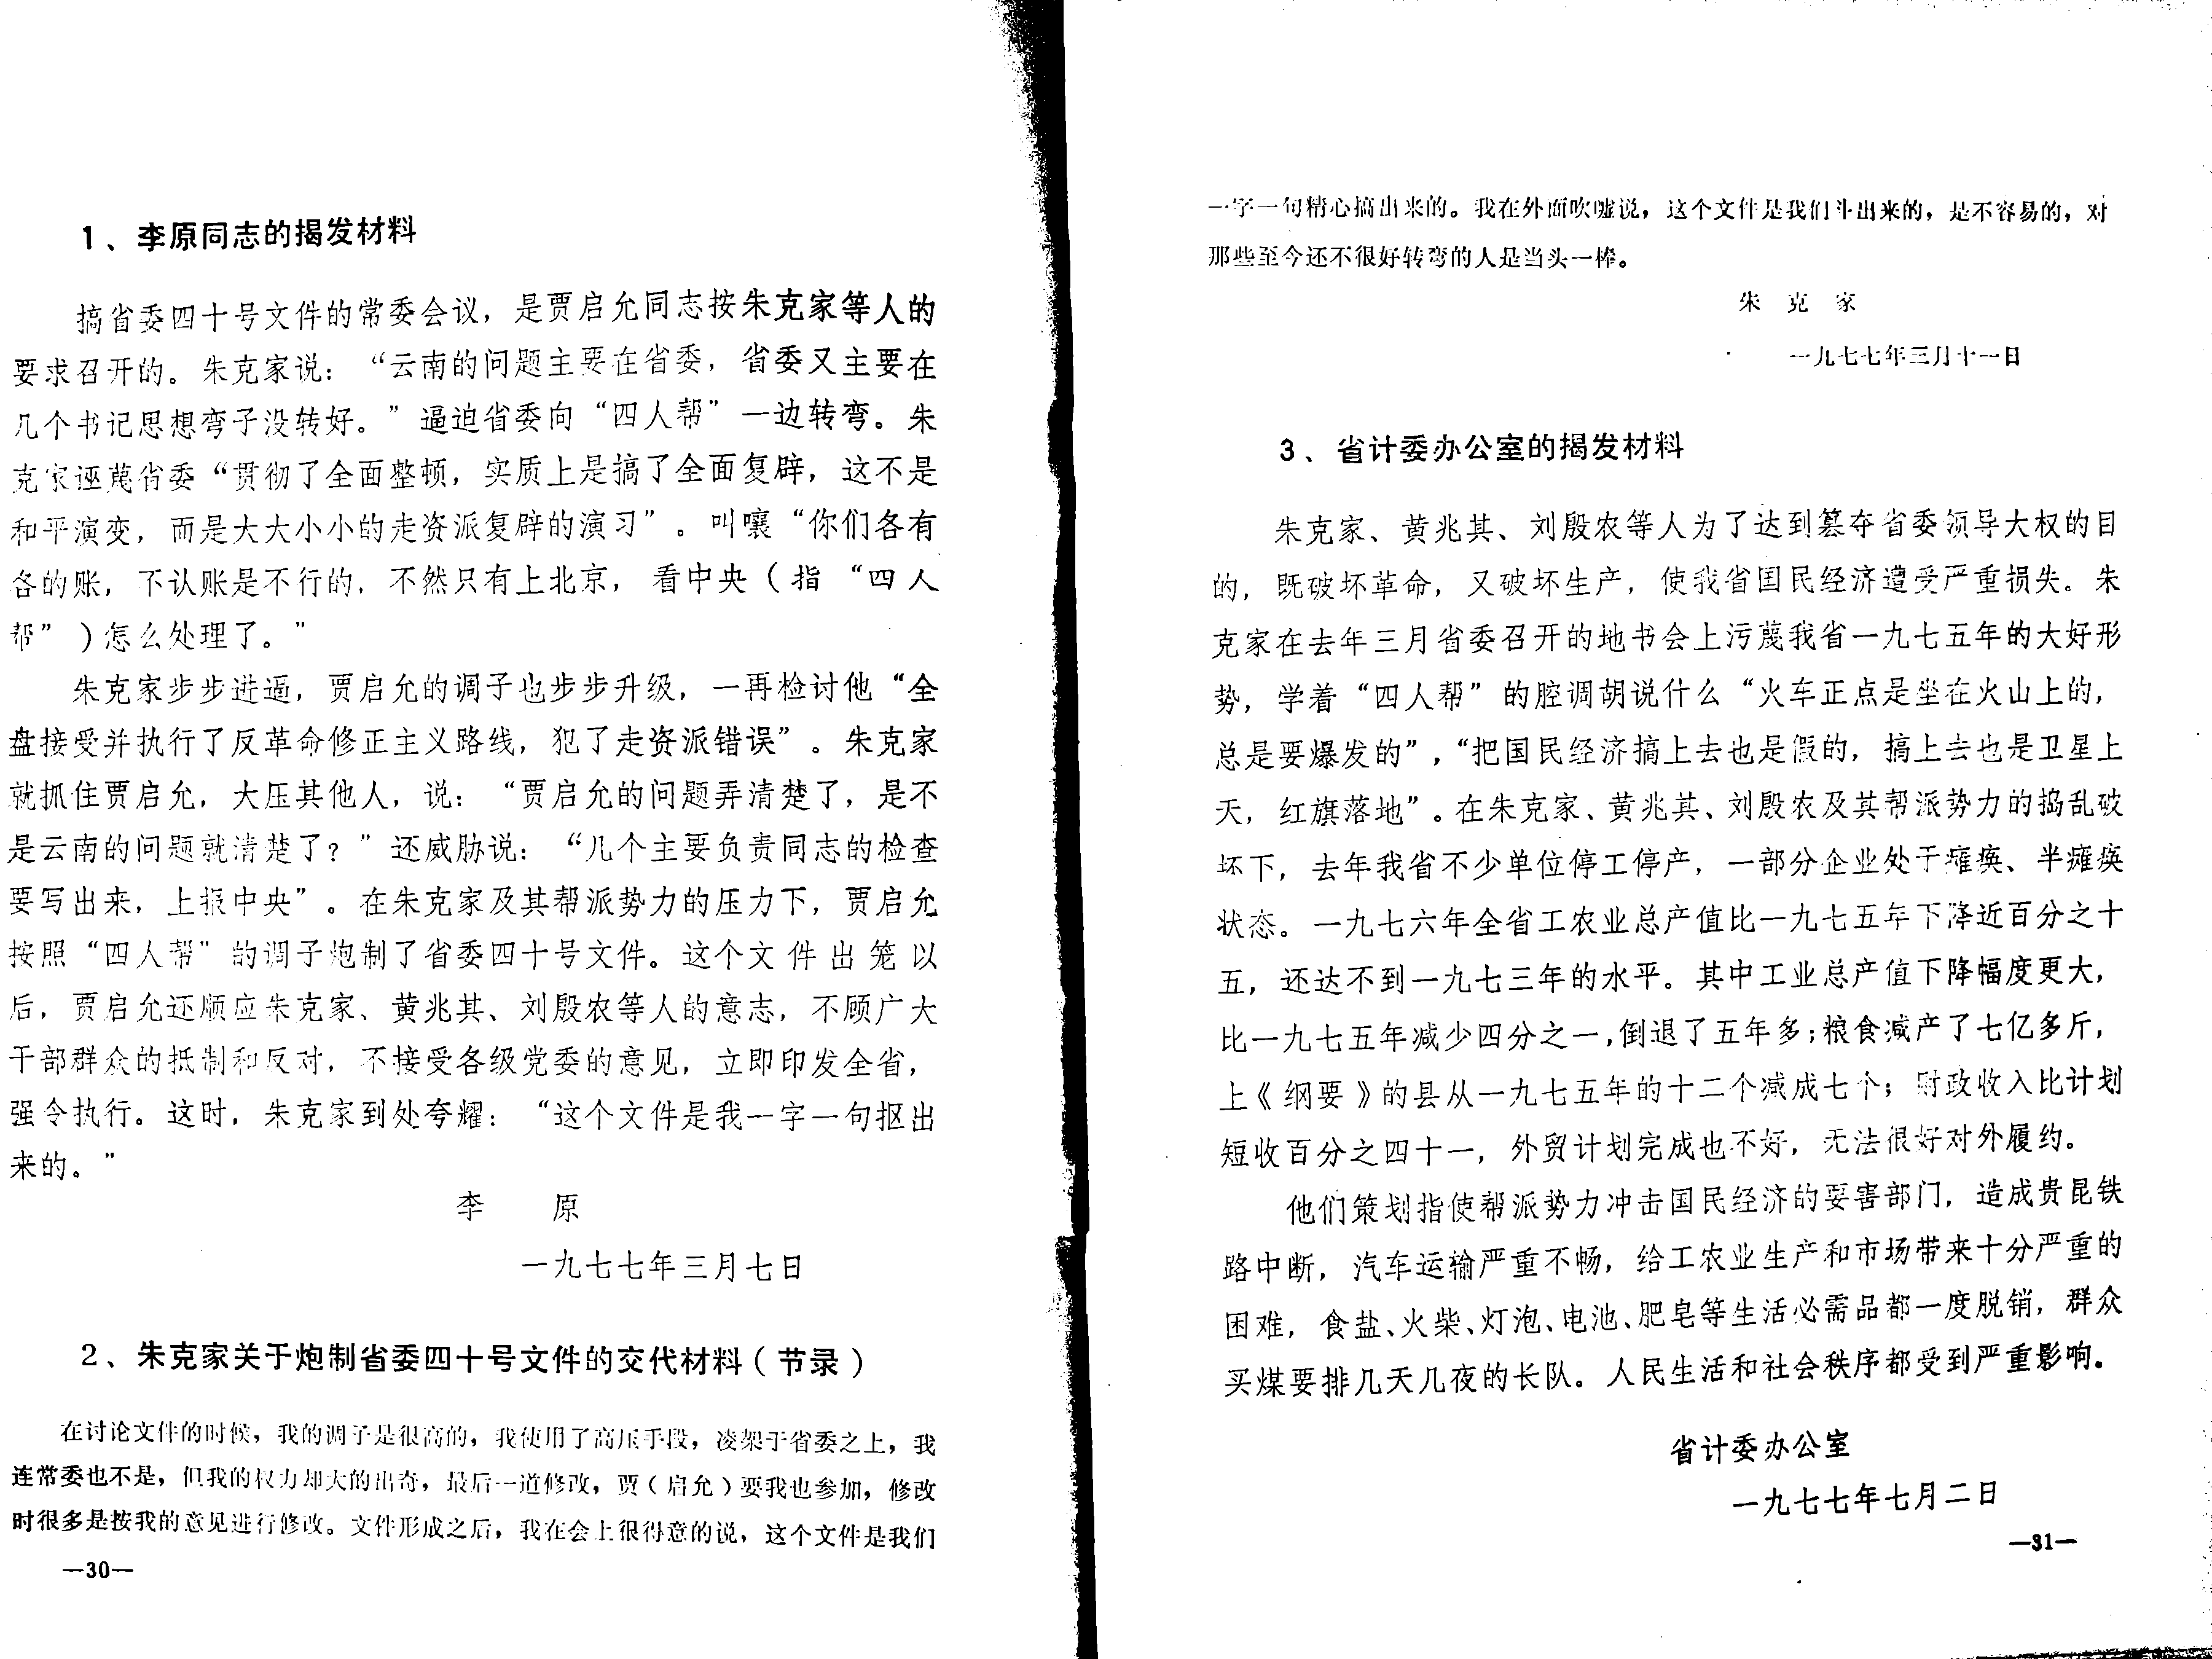 1、李原同志的揭发材料
搞省委四十号文件的常委会议，是贾启允同志按朱克家等人的
要求召开的。朱克家说：“云南的问题主要在省委，省委又主要在
几个书记思想弯子没转好。”逼迫省委向“四人帮”一边转弯。朱
克家诬蔑省委“贯彻了全面整顿，实质上是搞了全面复辟，这不是
和平演变，而是大大小小的走资派复辟的演习”。叫嚷“你们各有
各的账，不认账是不行的，不然只有上北京，看中央（指“四人
帮”）怎么处理了。”
朱克家步步进逼，贾启允的调子也步步升级，一再检讨他“全
盘接受并执行了反革命修正主义路线，犯了走资派错误”。朱克家
就抓住贾启允，大压其他人，说：“贾启允的问题弄清楚了，是不
是云南的问题就清楚了？”还威胁说：“几个主要负责同志的检查
要写出来，上报中央”。在朱克家及其帮派势力的压力下，贾启允
按照“四人帮”的调子炮制了省委四十号文件。这个文件出笼以
后，贾启允还顺应朱克家、黄兆其、刘殷农等人的意志，不顾广大
干部群众的抵制和反对，不接受各级党委的意见，立即印发全省，
强令执行。这时，朱克家到处夸耀：“这个文件是我一字一句抠出
来的。”
李 原
一九七七年三月七日
2、朱克家关于炮制省委四十号文件的交代材料（节录）
在讨论文件的时候，我的调子是很高的，我使用了高压手段，凌架于省委之上，我
连常委也不是，但我的权力却大的出奇，最后一道修改，贾（启允）要我也参加，修改
时很多是按我的意见进行修改。文件形成之后，我在会上很得意的说，这个文件是我们
—30—
一字一句精心搞出来的。我在外面吹嘘说，这个文件是我们斗出来的，是不容易的，对
那些至今还不很好转弯的人是当头一棒。
朱 克 家
一九七七年三月十一日
3、省计委办公室的揭发材料
朱克家、黄兆其、刘殷农等人为了达到篡夺省委领导大权的目
的，既破坏革命，又破坏生产，使我省国民经济遭受严重损失。朱
克家在去年三月省委召开的地书会上污蔑我省一九七五年的大好形
势，学着“四人帮”的腔调胡说什么“火车正点是坐在火山上的，
总是要爆发的”，“把国民经济搞上去也是假的，搞上去也是卫星上
天，红旗落地”。在朱克家、黄兆其、刘殷农及其帮派势力的捣乱破
坏下，去年我省不少单位停工停产，一部分企业处于瘫痪、半瘫痪
状态。一九七六年全省工农业总产值比一九七五年下降近百分之十
五，还达不到一九七三年的水平。其中工业总产值下降幅度更大，
比一九七五年减少四分之一，倒退了五年多；粮食减产了七亿多斤，
上《纲要》的县从一九七五年的十二个减成七个；财政收入比计划
短收百分之四十一，外贸计划完成也不好，无法很好对外履约。
他们策划指使帮派势力冲击国民经济的要害部门，造成贵昆铁
路中断，汽车运输严重不畅，给工农业生产和市场带来十分严重的
困难，食盐、火柴、灯泡、电池、肥皂等生活必需品都一度脱销，群众
买煤要排几天几夜的长队。人民生活和社会秩序都受到严重影响。
省计委办公室
一九七七年七月二日
—31—